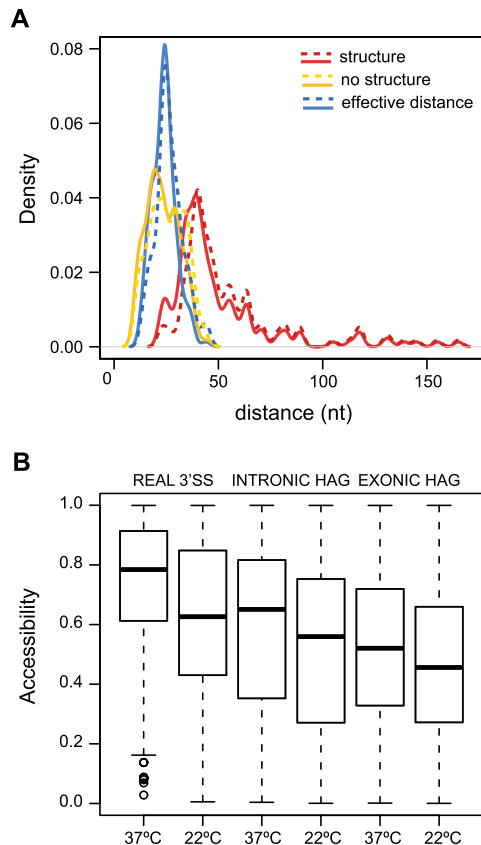 A
0.08
0.06
0.04
0.02
0.00
Density
structure
no structure
effective distance
0
50
100
150
distance (nt)
B
REAL 3'SS
INTRONIC HAG
EXONIC HAG
1.0
0.8
0.6
0.4
0.2
0.0
Accessibility
37ºC
22ºC
37ºC
22ºC
37ºC
22ºC